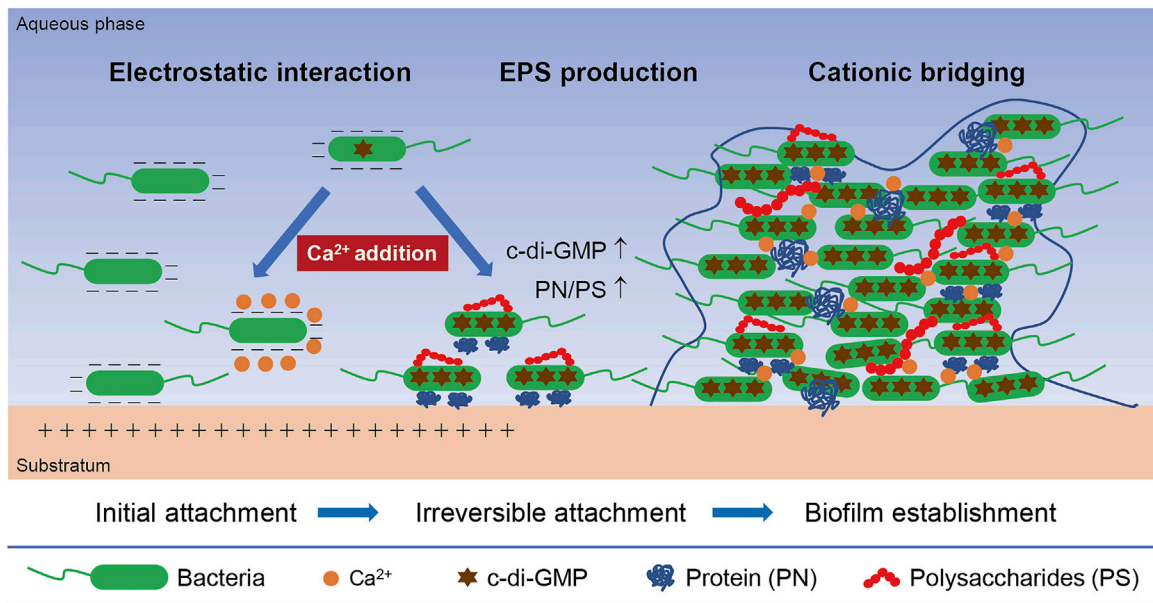 Aqueous phase
Electrostatic interaction
EPS production
Cationic bridging
Ca²⁺ addition
c-di-GMP ↑
PN/PS ↑
+ + + + + + + + + + + + + + + + + + + + +
Substratum
Initial attachment
Irreversible attachment
Biofilm establishment
Bacteria
Ca²⁺
c-di-GMP
Protein (PN)
Polysaccharides (PS)